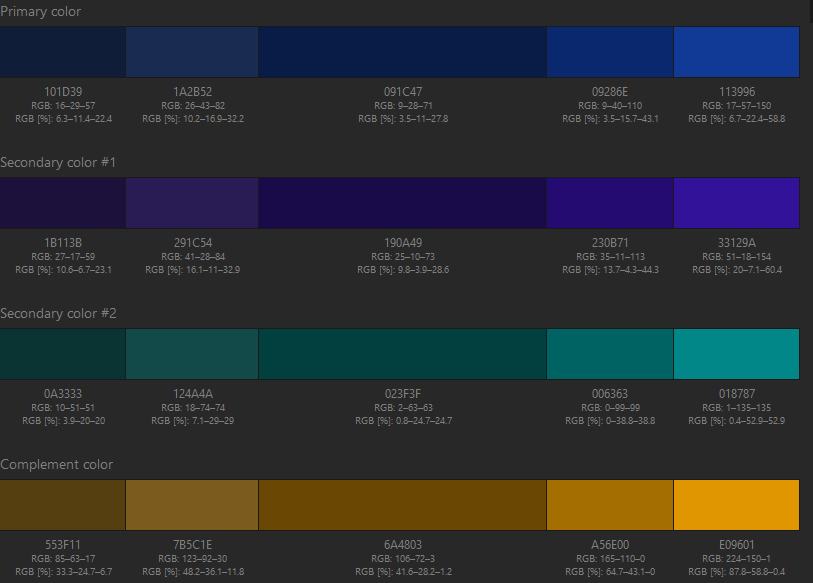 Primary color
101D39 1A2B52 091C47 09286E 113996
RGB: 16–29–57 RGB: 26–43–82 RGB: 9–28–71 RGB: 9–40–110 RGB: 17–57–150
RGB [%]: 6.3–11.4–22.4 RGB [%]: 10.2–16.9–32.2 RGB [%]: 3.5–11–27.8 RGB [%]: 3.5–15.7–43.1 RGB [%]: 6.7–22.4–58.8
Secondary color #1
1B113B 291C54 190A49 230B71 33129A
RGB: 27–17–59 RGB: 41–28–84 RGB: 25–10–73 RGB: 35–11–113 RGB: 51–18–154
RGB [%]: 10.6–6.7–23.1 RGB [%]: 16.1–11–32.9 RGB [%]: 9.8–3.9–28.6 RGB [%]: 13.7–4.3–44.3 RGB [%]: 20–7.1–60.4
Secondary color #2
0A3333 124A4A 023F3F 006363 018787
RGB: 10–51–51 RGB: 18–74–74 RGB: 2–63–63 RGB: 0–99–99 RGB: 1–135–135
RGB [%]: 3.9–20–20 RGB [%]: 7.1–29–29 RGB [%]: 0.8–24.7–24.7 RGB [%]: 0–38.8–38.8 RGB [%]: 0.4–52.9–52.9
Complement color
553F11 7B5C1E 6A4803 A56E00 E09601
RGB: 85–63–17 RGB: 123–92–30 RGB: 106–72–3 RGB: 165–110–0 RGB: 224–150–1
RGB [%]: 33.3–24.7–6.7 RGB [%]: 48.2–36.1–11.8 RGB [%]: 41.6–28.2–1.2 RGB [%]: 64.7–43.1–0 RGB [%]: 87.8–58.8–0.4